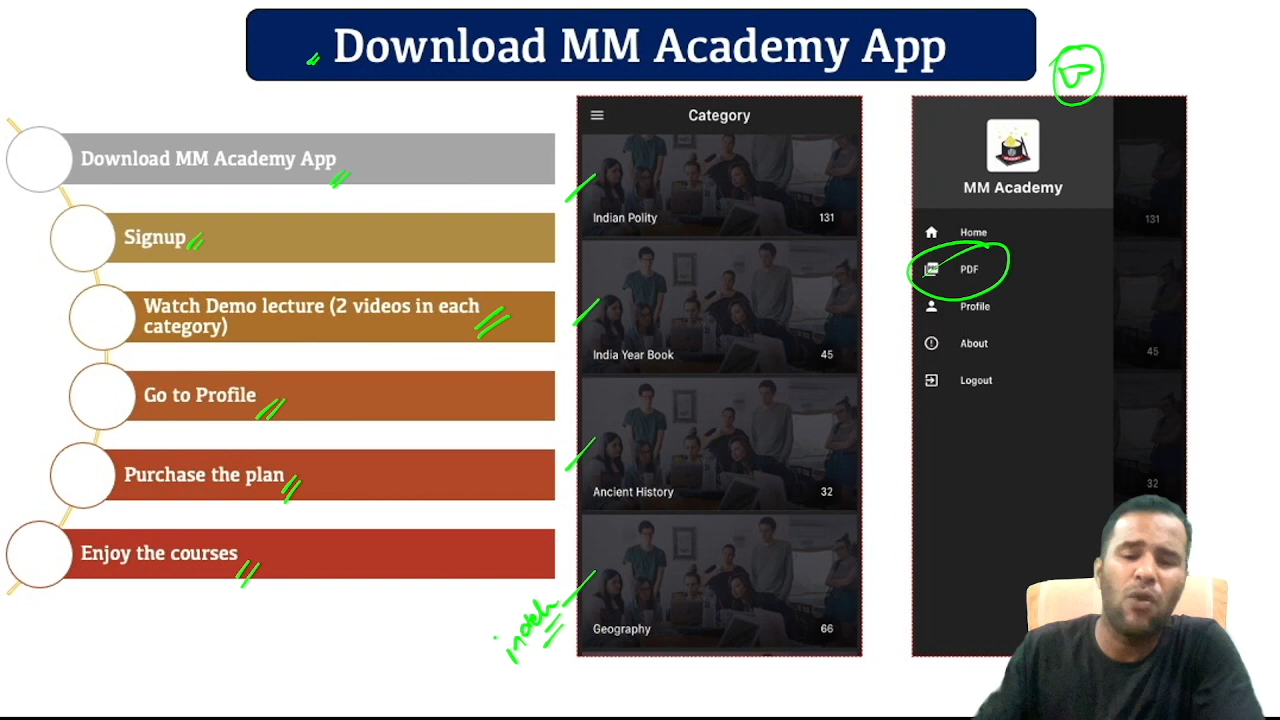 Download MM Academy App
Download MM Academy App
Signup
Watch Demo lecture (2 videos in each
category)
Go to Profile
Purchase the plan
Enjoy the courses
Category
Indian Polity 131
India Year Book 45
Ancient History 32
Geography 66
MM Academy
131
Home
PDF
Profile
45
About
Logout
32